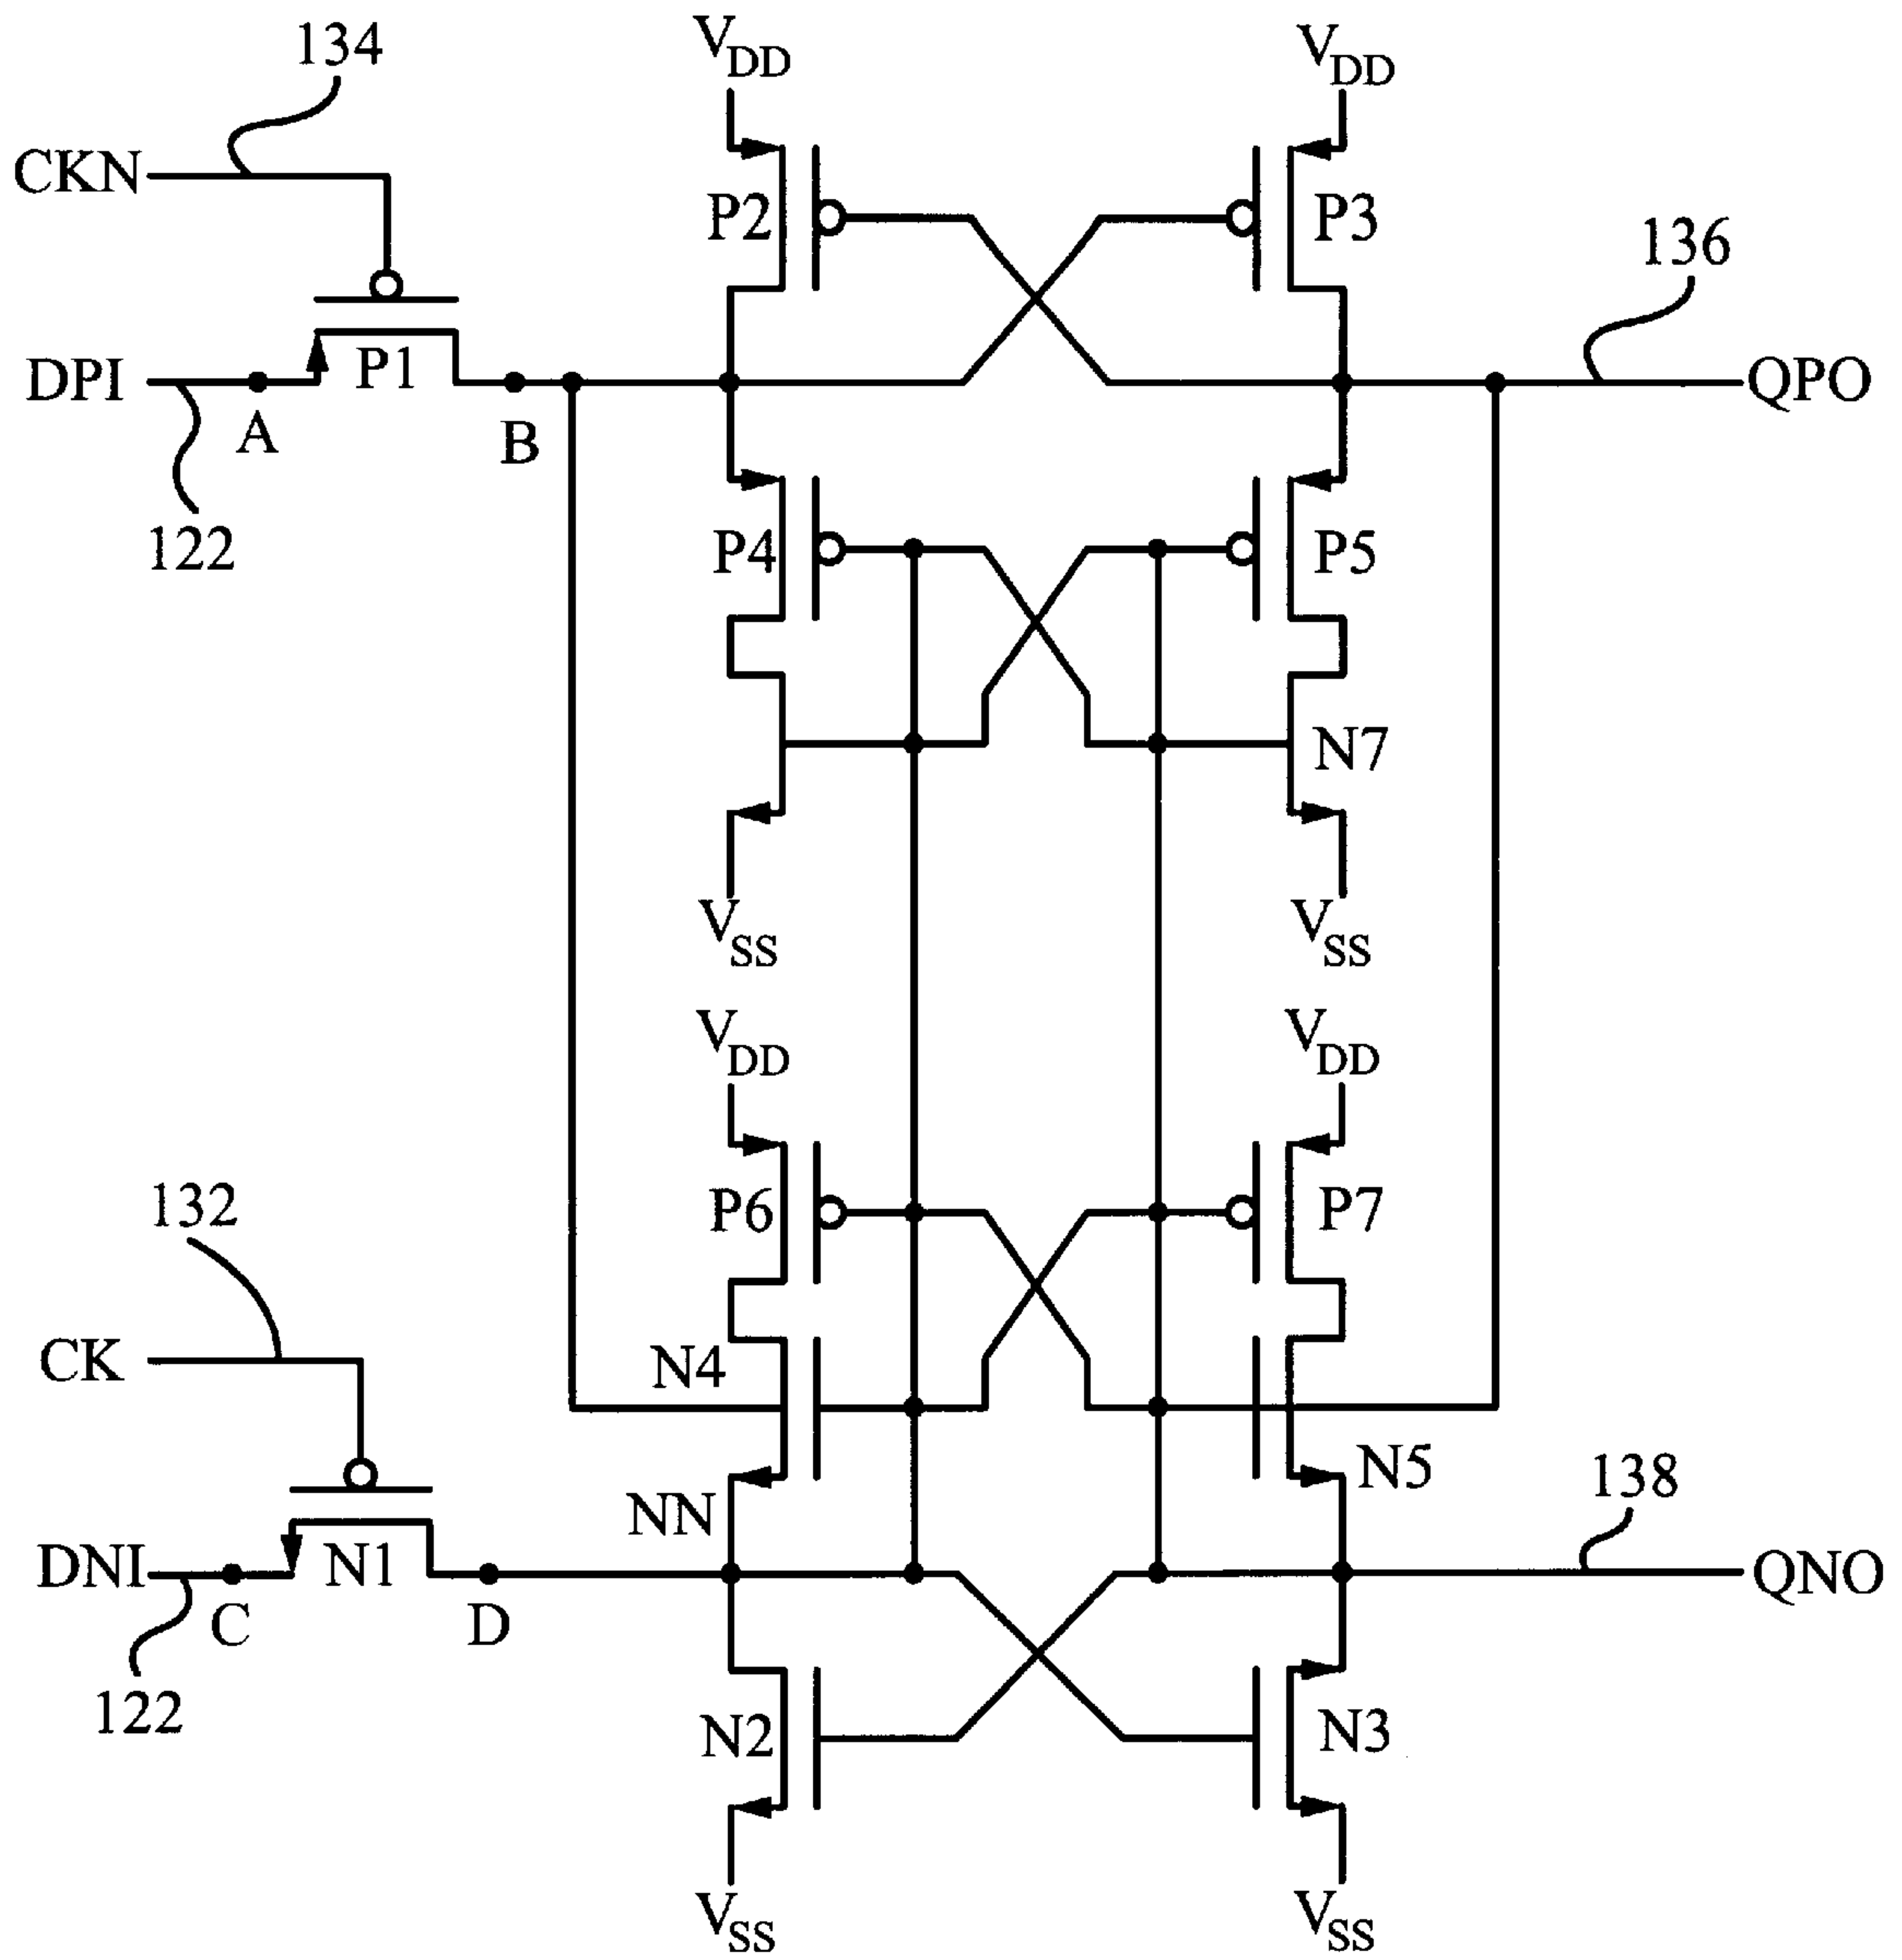 134
V_DD
V_DD
CKN
P2
P3
136
DPI
P1
QPO
A
B
122
P4
P5
N7
V_SS
V_SS
V_DD
V_DD
132
P6
P7
CK
N4
N5
NN
138
DNI
N1
QNO
C
D
122
N2
N3
V_SS
V_SS